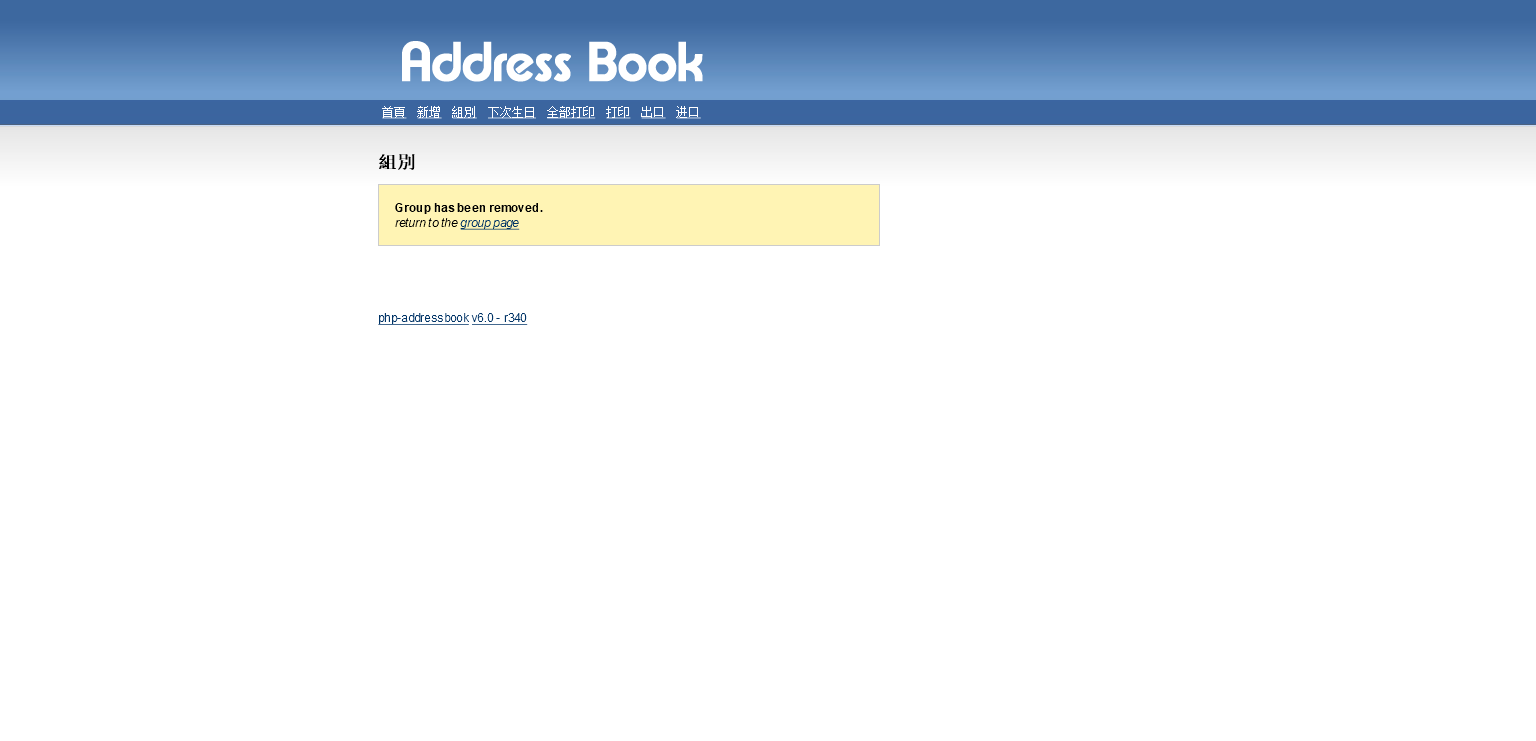 Address Book
首頁 新增 組別 下次生日 全部打印 打印 出口 进口
組別
Group has been removed.
return to the group page
php-addressbook v6.0 - r340